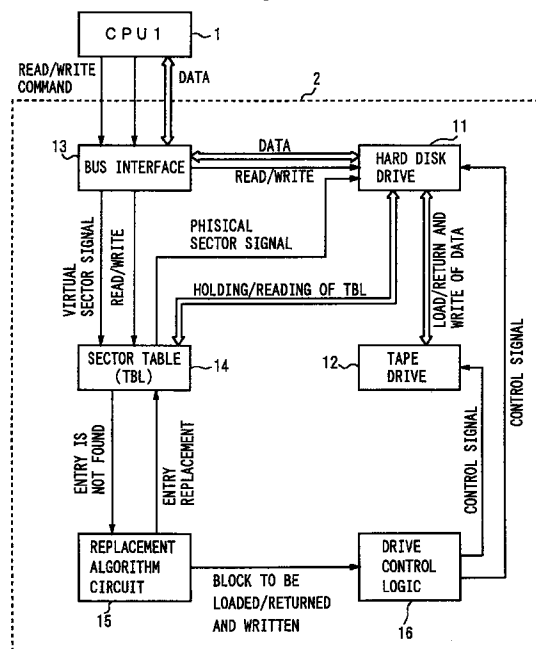 CPU1
1
READ/WRITE
COMMAND
DATA
2
13
BUS INTERFACE
DATA
READ/WRITE
11
HARD DISK
DRIVE
VIRTUAL
SECTOR SIGNAL
READ/WRITE
PHISICAL
SECTOR SIGNAL
HOLDING/READING OF TBL
LOAD/RETURN AND
WRITE OF DATA
CONTROL SIGNAL
SECTOR TABLE
(TBL)
14
12
TAPE
DRIVE
ENTRY IS
NOT FOUND
ENTRY
REPLACEMENT
CONTROL SIGNAL
REPLACEMENT
ALGORITHM
CIRCUIT
15
BLOCK TO BE
LOADED/RETURNED
AND WRITTEN
DRIVE
CONTROL
LOGIC
16